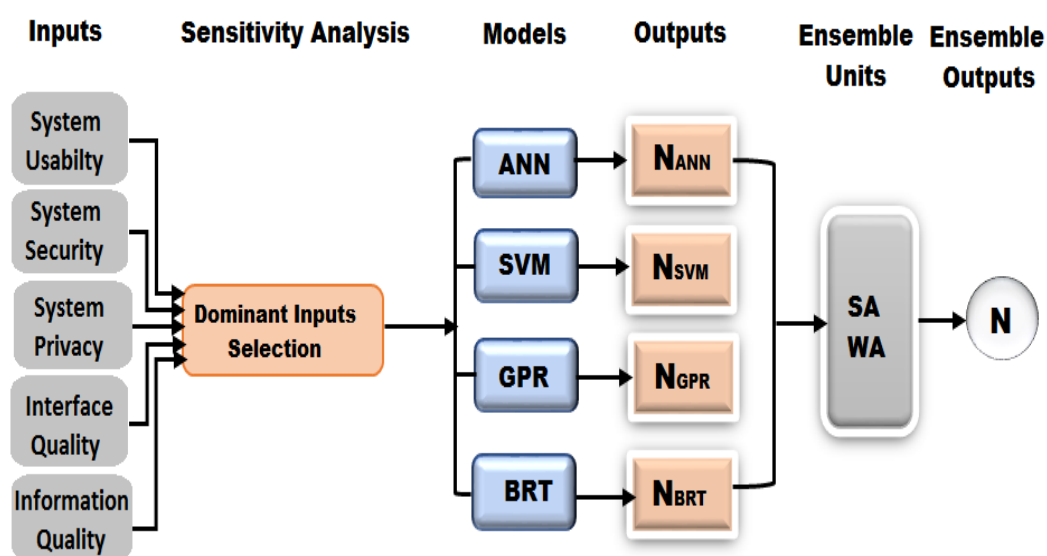 Inputs
Sensitivity Analysis
Models
Outputs
Ensemble
Units
Ensemble
Outputs
System
Usabilty
System
Security
System
Privacy
Interface
Quality
Information
Quality
Dominant Inputs
Selection
ANN
SVM
GPR
BRT
NANN
NSVM
NGPR
NBRT
SA
WA
N